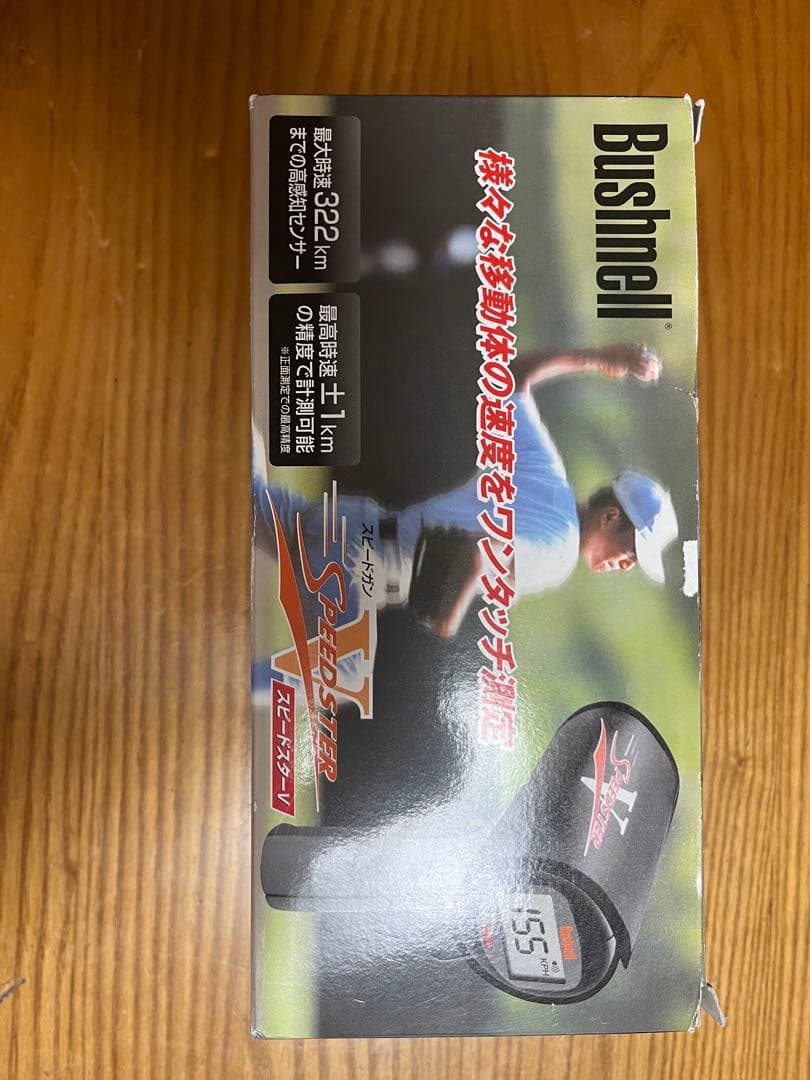 Bushnell®
様々な移動体の速度をワンタッチ測定
最大時速322km
までの高感知センサー
最高時速±1km
の精度で計測可能
※正面測定での最高精度
スピードガン
SPEEDSTER
V
スピードスターV
SPEEDSTER
V
Bushnell
155
KPH